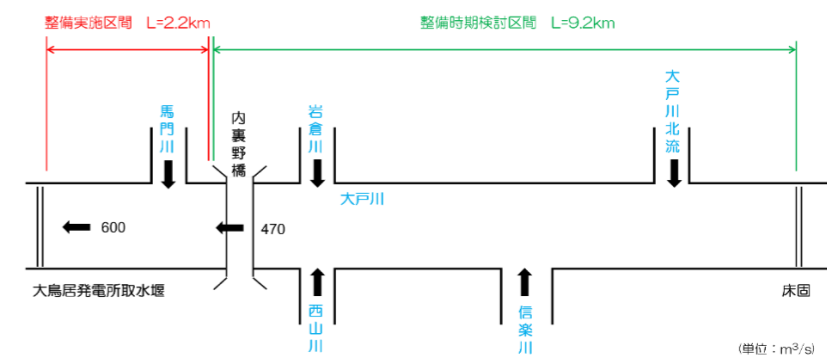 整備実施区間　L=2.2km
整備時期検討区間　L=9.2km
馬門川
内裏野橋
岩倉川
大戸川北流
大戸川
600
470
大鳥居発電所取水堰
西山川
信楽川
床固
(単位：m³/s)